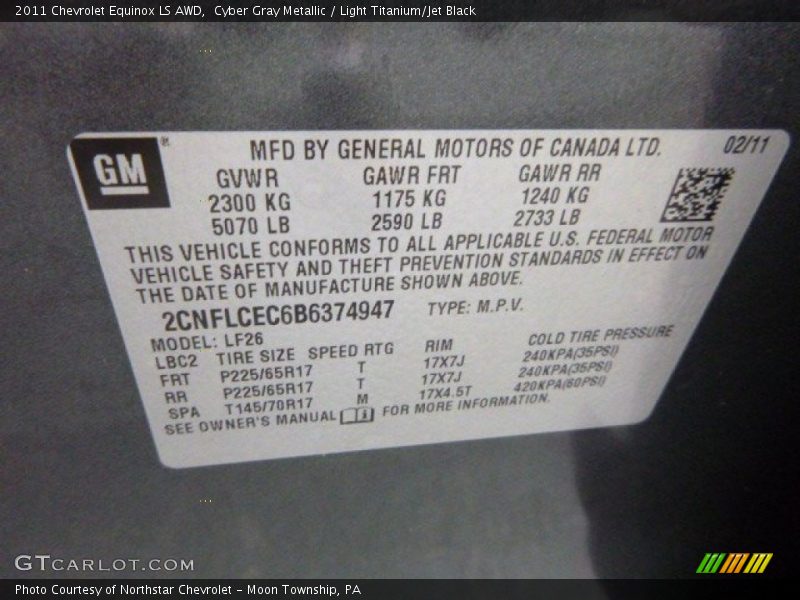 2011 Chevrolet Equinox LS AWD,  Cyber Gray Metallic / Light Titanium/Jet Black
GM ® MFD BY GENERAL MOTORS OF CANADA LTD. 02/11
GVWR GAWR FRT GAWR RR
2300 KG 1175 KG 1240 KG
5070 LB 2590 LB 2733 LB
THIS VEHICLE CONFORMS TO ALL APPLICABLE U.S. FEDERAL MOTOR
VEHICLE SAFETY AND THEFT PREVENTION STANDARDS IN EFFECT ON
THE DATE OF MANUFACTURE SHOWN ABOVE.
2CNFLCEC6B6374947 TYPE: M.P.V.
MODEL: LF26
LBC2 TIRE SIZE SPEED RTG RIM COLD TIRE PRESSURE
FRT P225/65R17 T 17X7J 240KPA(35PSI)
RR P225/65R17 T 17X7J 240KPA(35PSI)
SPA T145/70R17 M 17X4.5T 420KPA(60PSI)
SEE OWNER'S MANUAL FOR MORE INFORMATION.
GTCARLOT.COM
Photo Courtesy of Northstar Chevrolet - Moon Township, PA